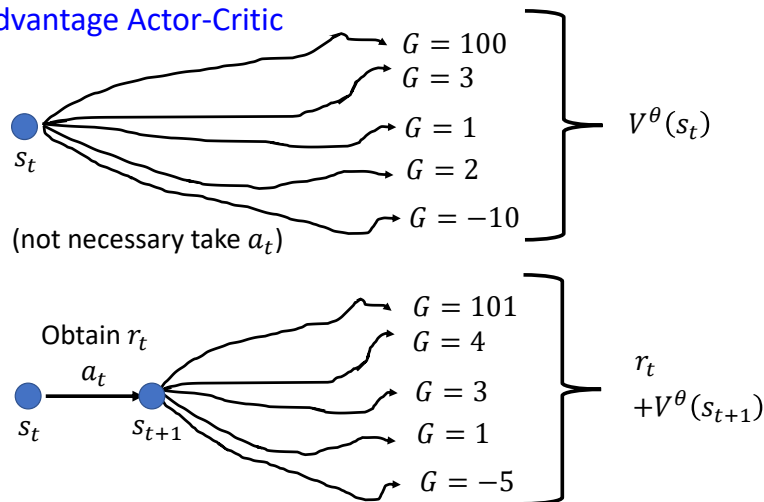 dvantage Actor-Critic
G = 100
G = 3
G = 1
G = 2
G = −10
V^θ(s_t)
s_t
(not necessary take a_t)
Obtain r_t
a_t
s_t
s_{t+1}
G = 101
G = 4
G = 3
G = 1
G = −5
r_t
+V^θ(s_{t+1})